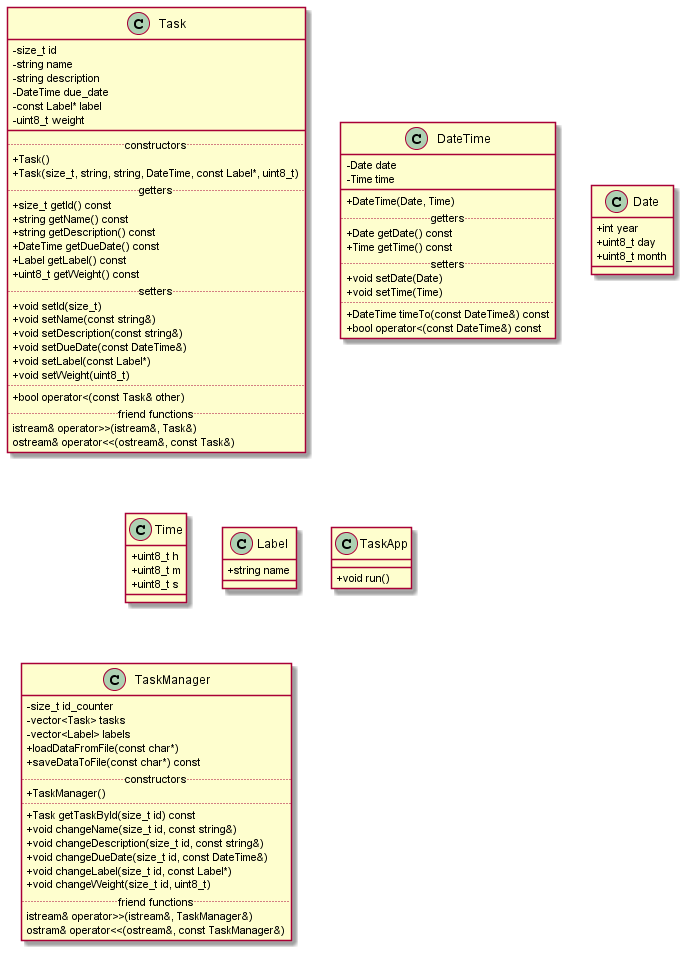 C Task
-size_t id
-string name
-string description
-DateTime due_date
-const Label* label
-uint8_t weight
constructors
+Task()
+Task(size_t, string, string, DateTime, const Label*, uint8_t)
getters
+size_t getId() const
+string getName() const
+string getDescription() const
+DateTime getDueDate() const
+Label getLabel() const
+uint8_t getWeight() const
setters
+void setId(size_t)
+void setName(const string&)
+void setDescription(const string&)
+void setDueDate(const DateTime&)
+void setLabel(const Label*)
+void setWeight(uint8_t)
+bool operator<(const Task& other)
friend functions
istream& operator>>(istream&, Task&)
ostream& operator<<(ostream&, const Task&)
C DateTime
-Date date
-Time time
+DateTime(Date, Time)
getters
+Date getDate() const
+Time getTime() const
setters
+void setDate(Date)
+void setTime(Time)
+DateTime timeTo(const DateTime&) const
+bool operator<(const DateTime&) const
C Date
+int year
+uint8_t day
+uint8_t month
C Time
+uint8_t h
+uint8_t m
+uint8_t s
C Label
+string name
C TaskApp
+void run()
C TaskManager
-size_t id_counter
-vector<Task> tasks
-vector<Label> labels
+loadDataFromFile(const char*)
+saveDataToFile(const char*) const
constructors
+TaskManager()
+Task getTaskById(size_t id) const
+void changeName(size_t id, const string&)
+void changeDescription(size_t id, const string&)
+void changeDueDate(size_t id, const DateTime&)
+void changeLabel(size_t id, const Label*)
+void changeWeight(size_t id, uint8_t)
friend functions
istream& operator>>(istream&, TaskManager&)
ostram& operator<<(ostream&, const TaskManager&)